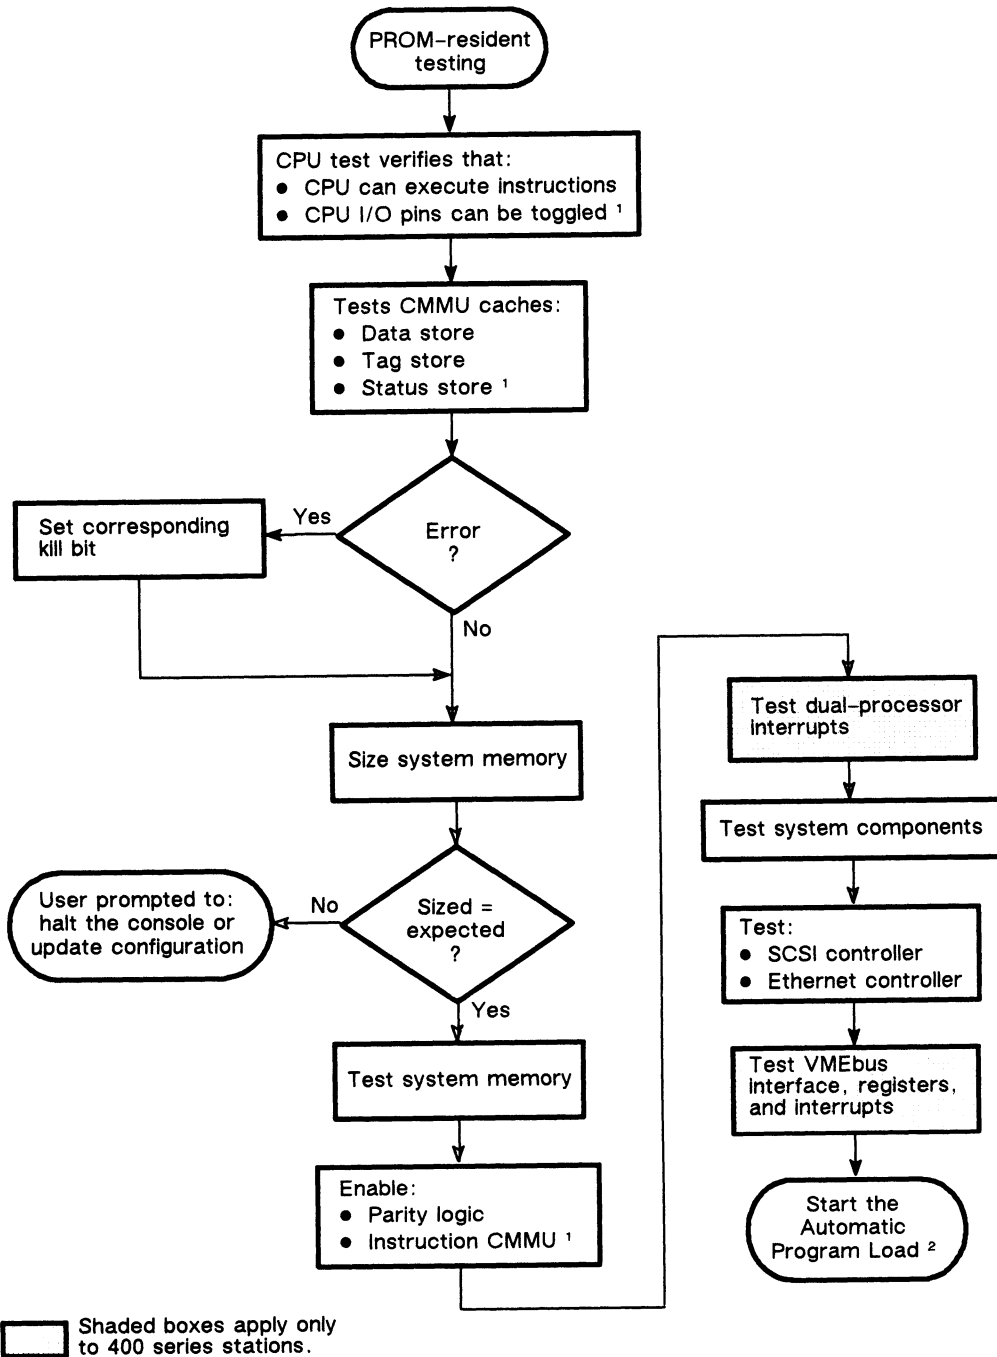 PROM-resident
testing
CPU test verifies that:
● CPU can execute instructions
● CPU I/O pins can be toggled ¹
Tests CMMU caches:
● Data store
● Tag store
● Status store ¹
Error
?
Yes
Set corresponding
kill bit
No
Size system memory
Sized =
expected
?
No
User prompted to:
halt the console or
update configuration
Yes
Test system memory
Enable:
● Parity logic
● Instruction CMMU ¹
Test dual-processor
interrupts
Test system components
Test:
● SCSI controller
● Ethernet controller
Test VMEbus
interface, registers,
and interrupts
Start the
Automatic
Program Load ²
Shaded boxes apply only
to 400 series stations.